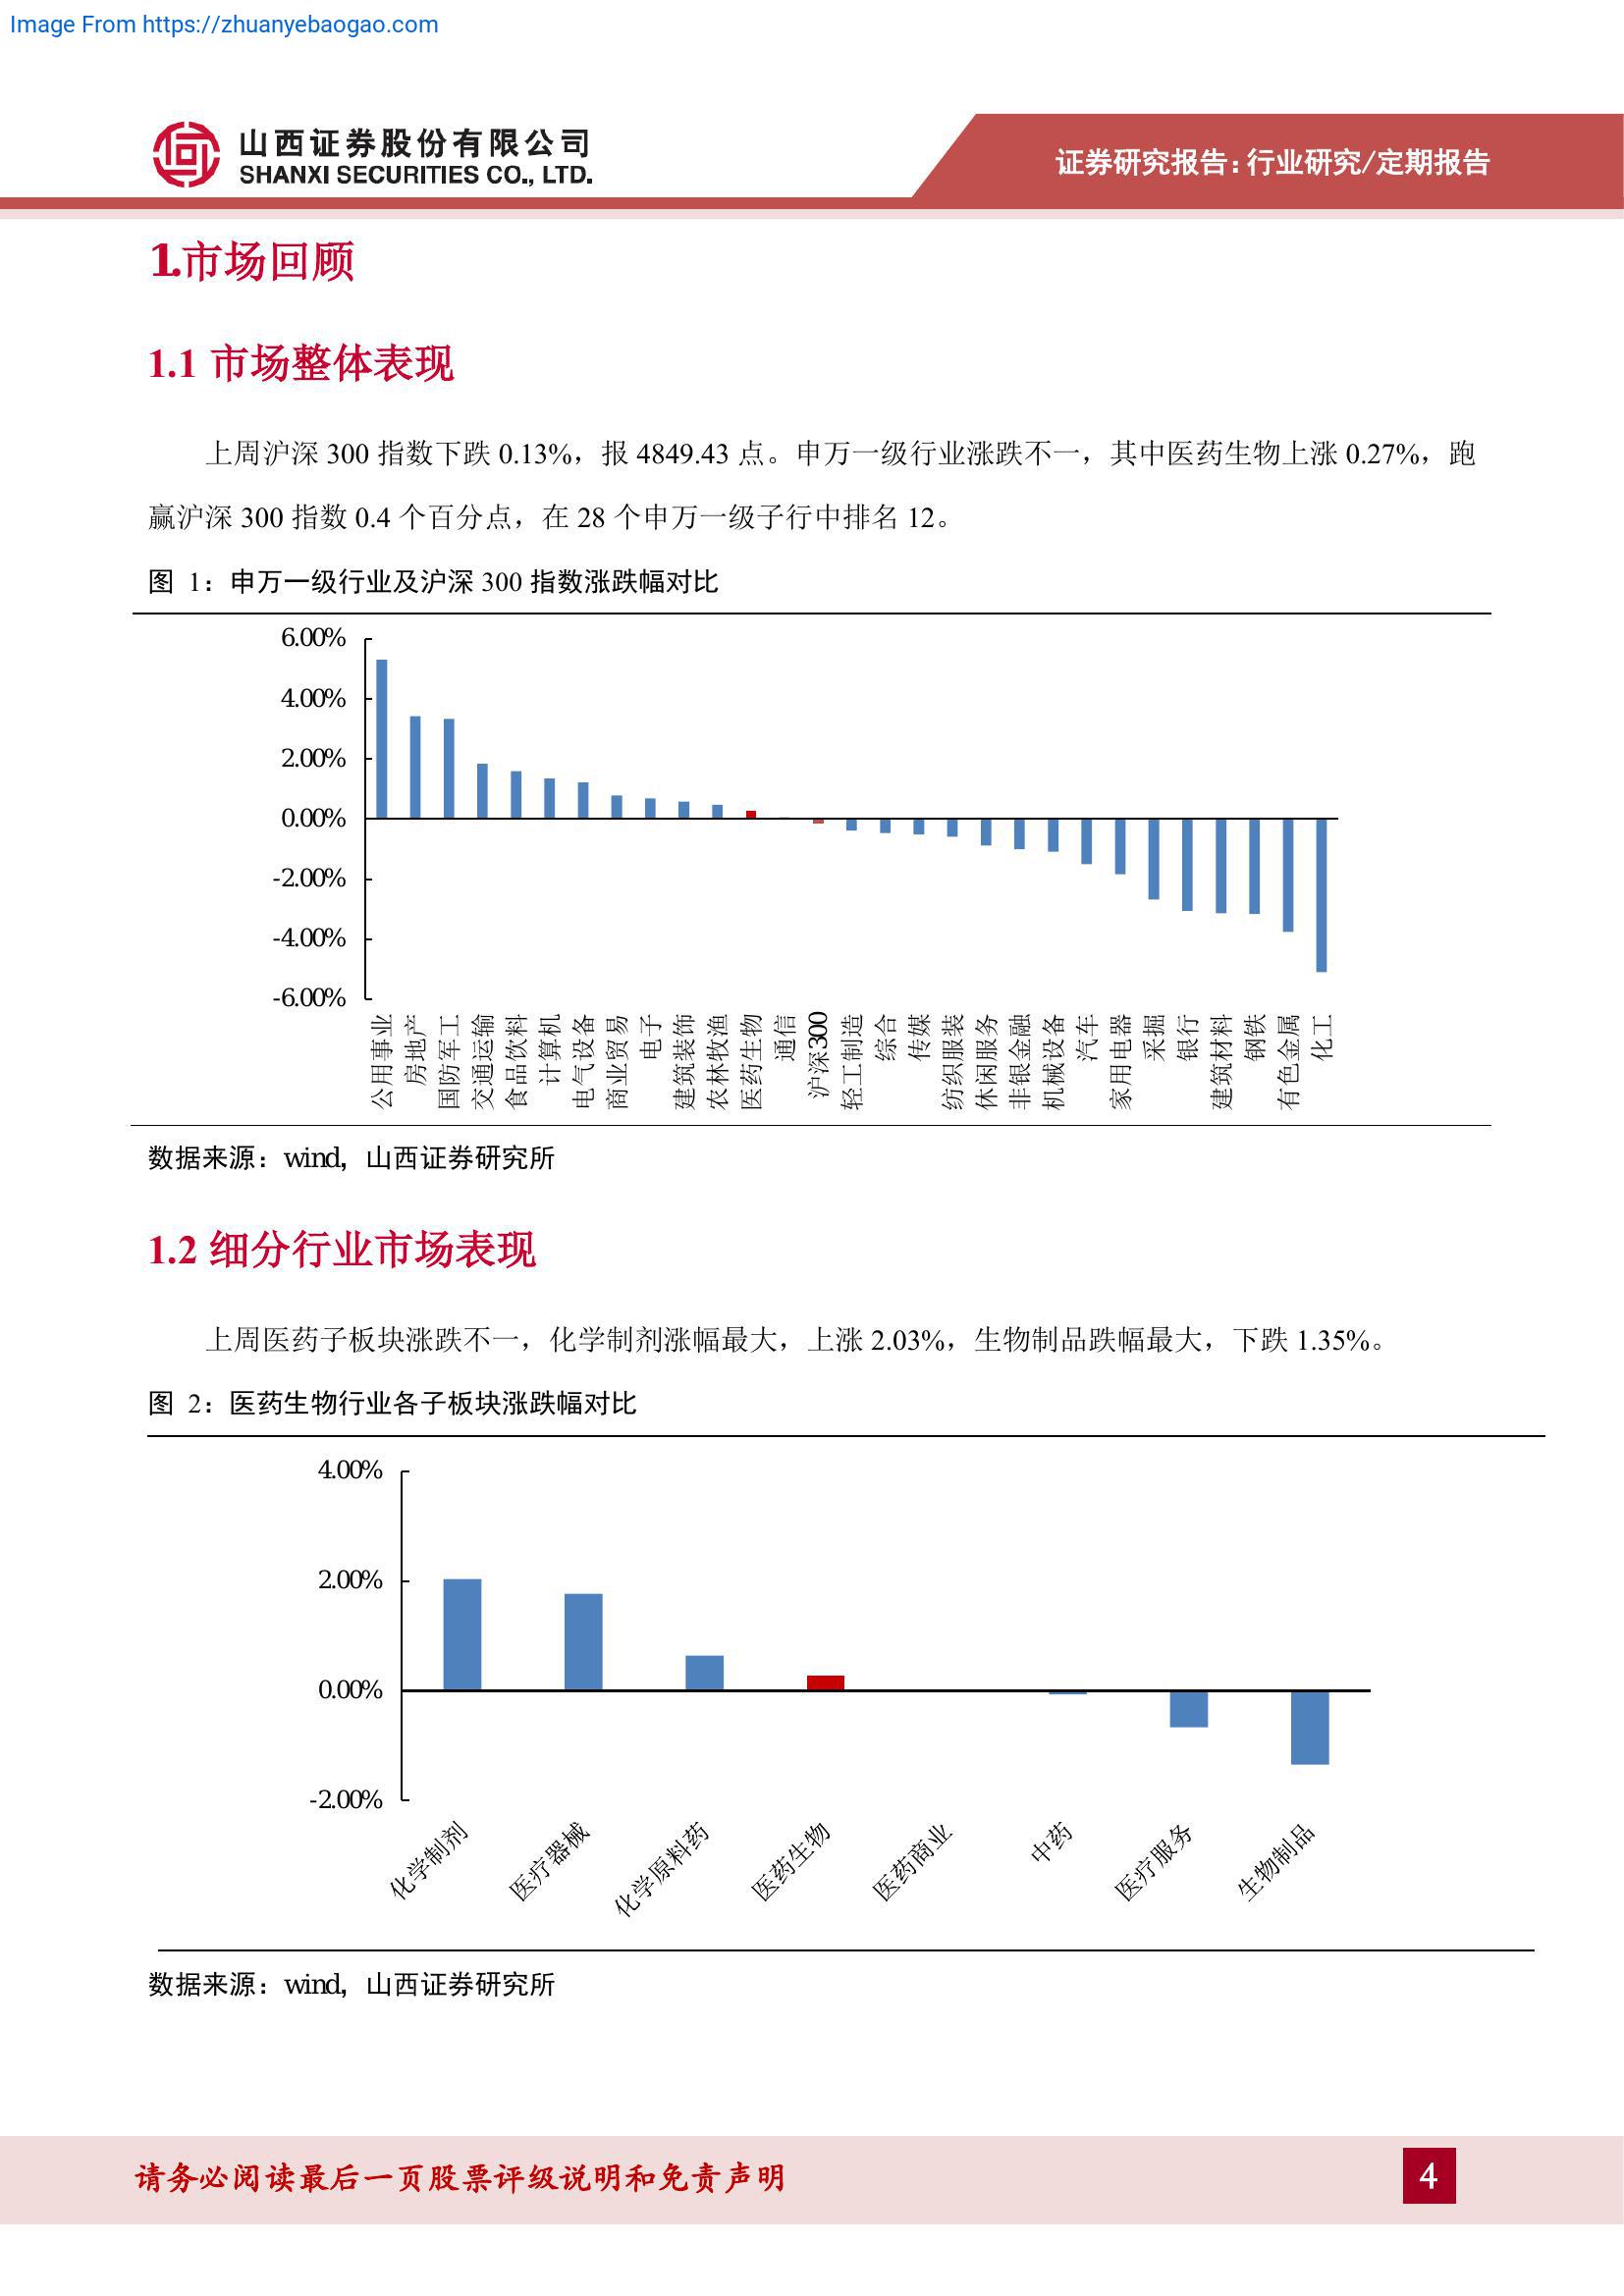 Image From https://zhuanyebaogao.com
山西证券股份有限公司
SHANXI SECURITIES CO., LTD.
证券研究报告:行业研究/定期报告
1.市场回顾
1.1 市场整体表现
上周沪深 300 指数下跌 0.13%，报 4849.43 点。申万一级行业涨跌不一，其中医药生物上涨 0.27%，跑
赢沪深 300 指数 0.4 个百分点，在 28 个申万一级子行中排名 12。
图 1：申万一级行业及沪深 300 指数涨跌幅对比
6.00%
4.00%
2.00%
0.00%
-2.00%
-4.00%
-6.00%
公用事业
房地产
国防军工
交通运输
食品饮料
计算机
电气设备
商业贸易
电子
建筑装饰
农林牧渔
医药生物
通信
沪深300
轻工制造
综合
传媒
纺织服装
休闲服务
非银金融
机械设备
汽车
家用电器
采掘
银行
建筑材料
钢铁
有色金属
化工
数据来源：wind，山西证券研究所
1.2 细分行业市场表现
上周医药子板块涨跌不一，化学制剂涨幅最大，上涨 2.03%，生物制品跌幅最大，下跌 1.35%。
图 2：医药生物行业各子板块涨跌幅对比
4.00%
2.00%
0.00%
-2.00%
化学制剂
医疗器械
化学原料药
医药生物
医药商业
中药
医疗服务
生物制品
数据来源：wind，山西证券研究所
请务必阅读最后一页股票评级说明和免责声明
4